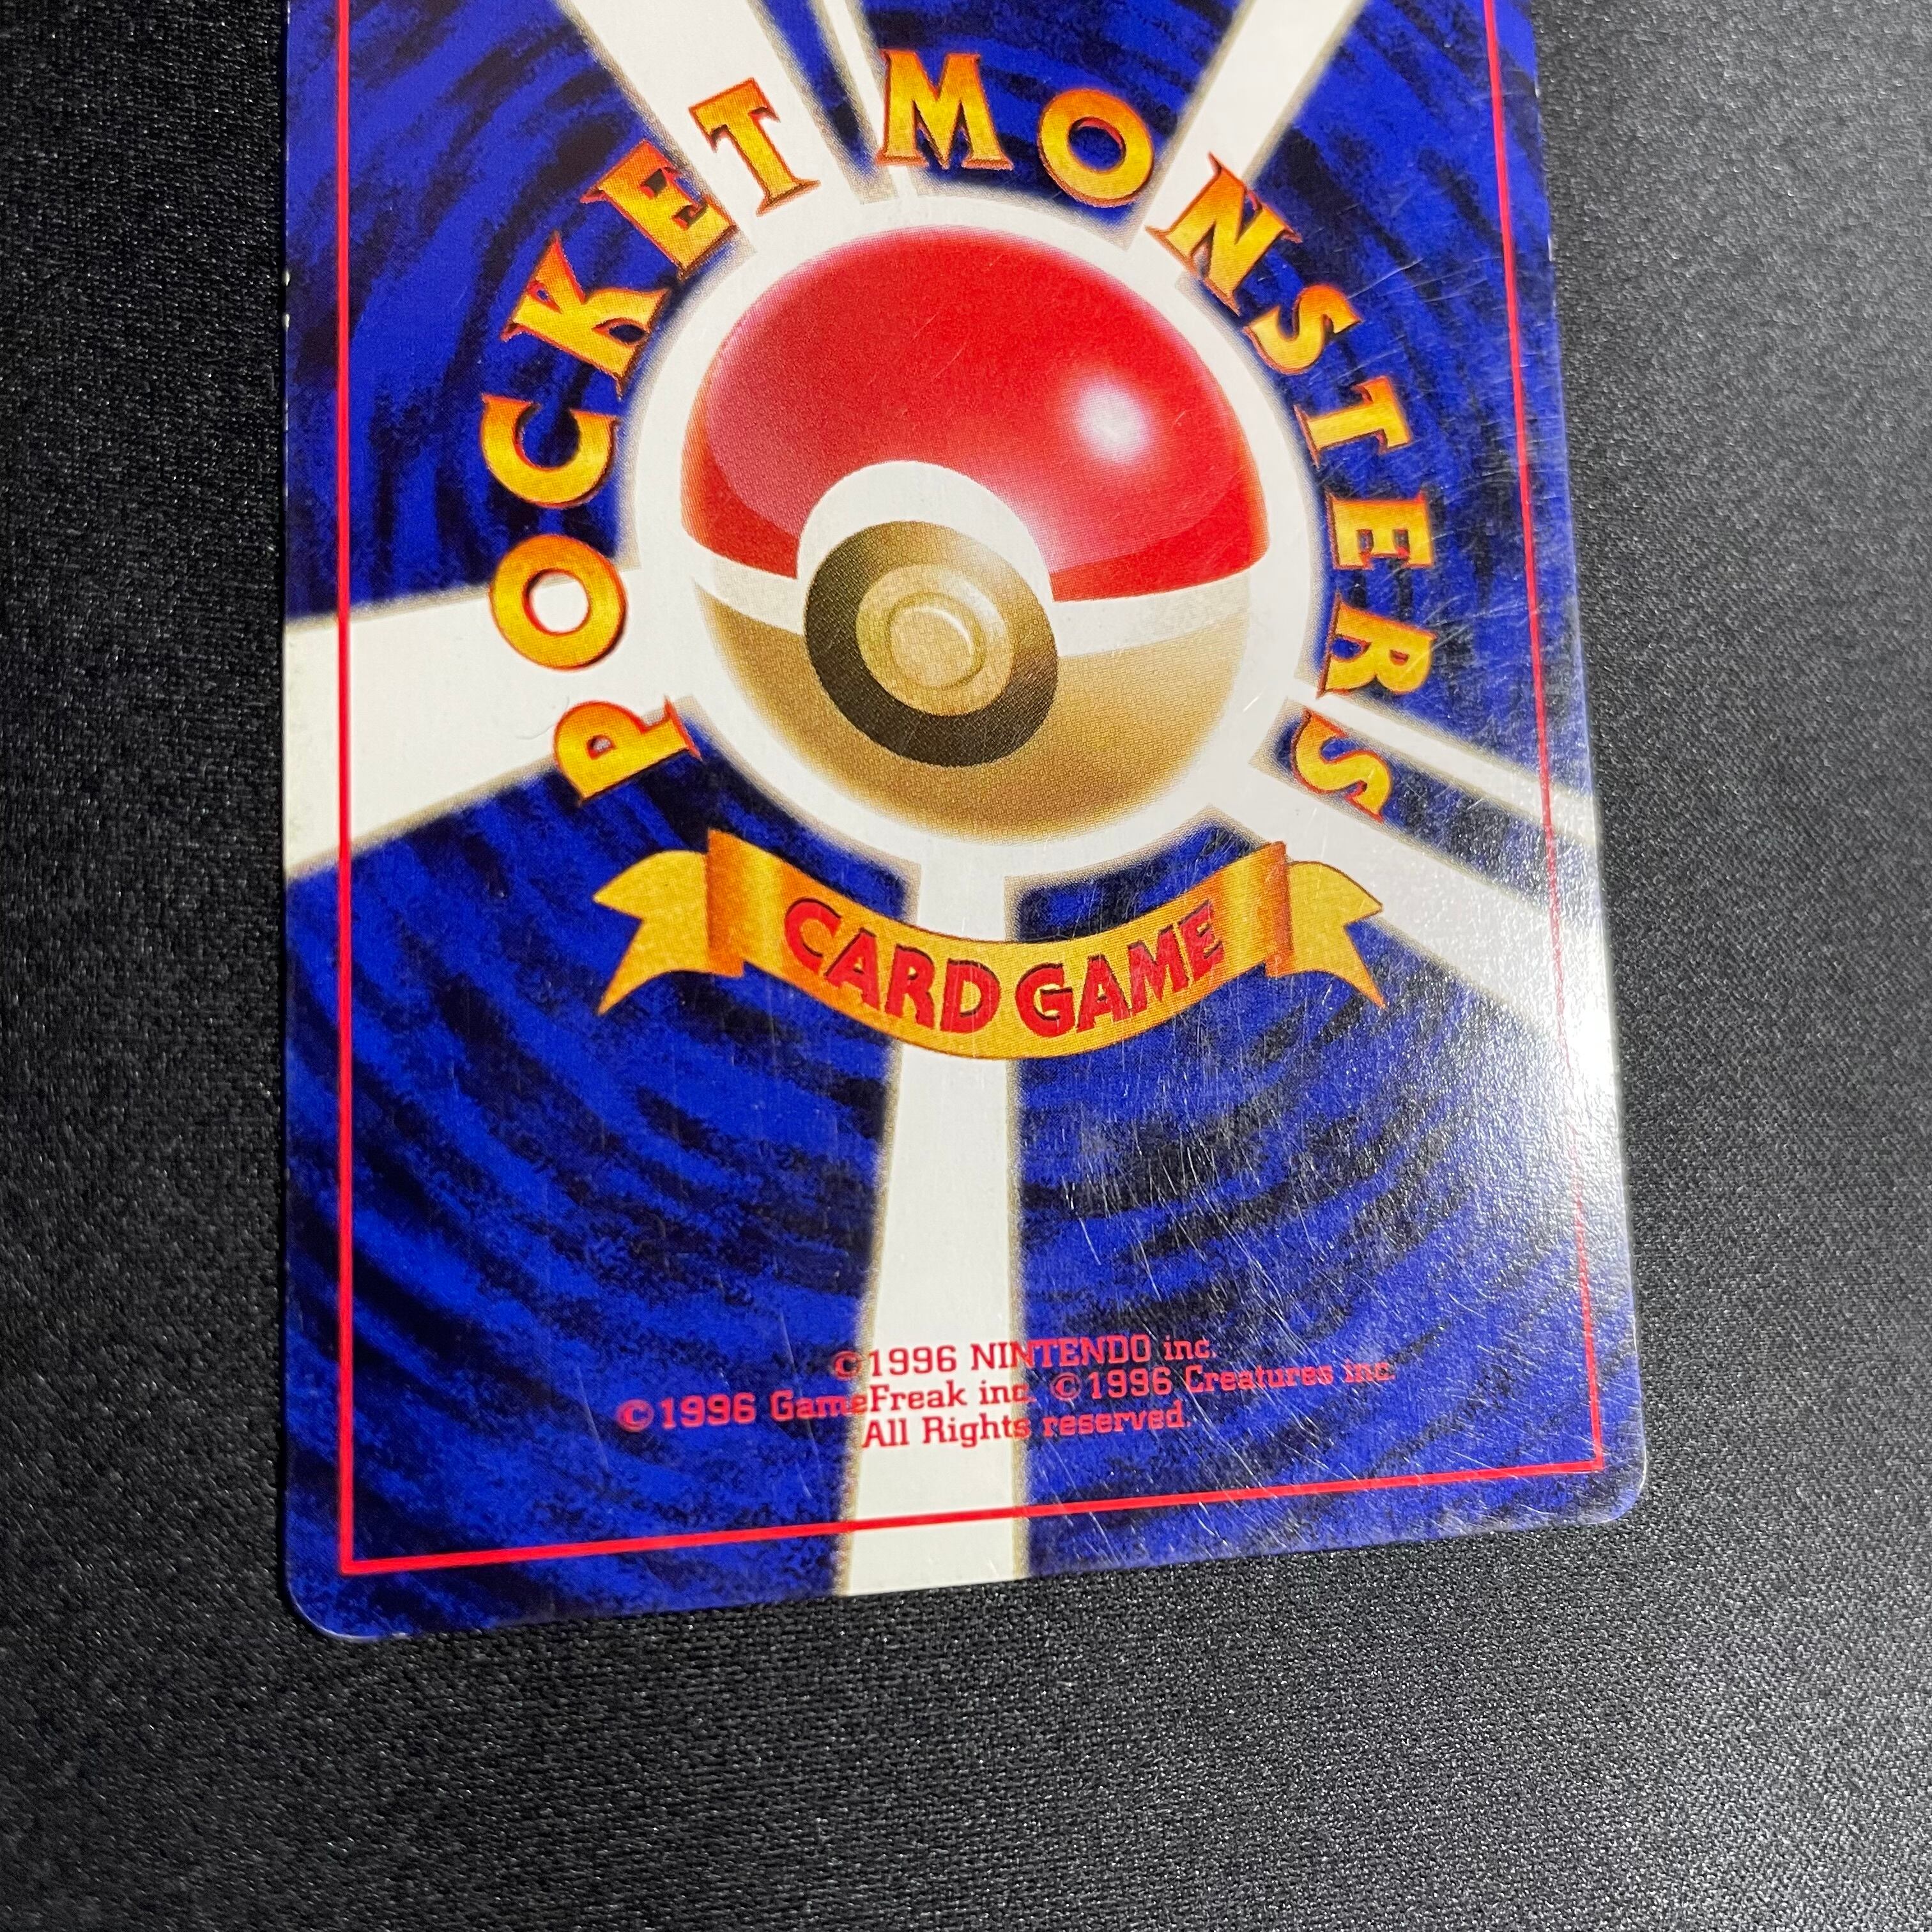 POCKET MONSTERS
CARD GAME
©1996 NINTENDO inc.
©1996 GameFreak inc. ©1996 Creatures inc.
All Rights reserved.